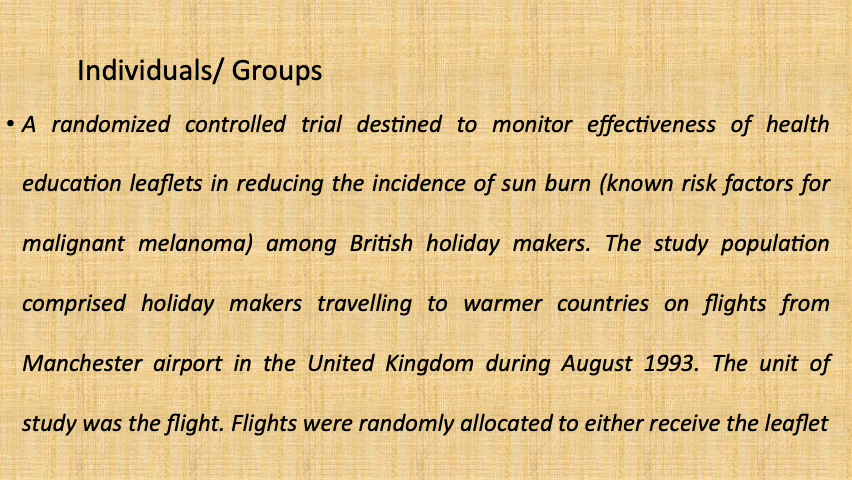 Individuals/ Groups
• A randomized controlled trial destined to monitor effectiveness of health
education leaflets in reducing the incidence of sun burn (known risk factors for
malignant melanoma) among British holiday makers. The study population
comprised holiday makers travelling to warmer countries on flights from
Manchester airport in the United Kingdom during August 1993. The unit of
study was the flight. Flights were randomly allocated to either receive the leaflet